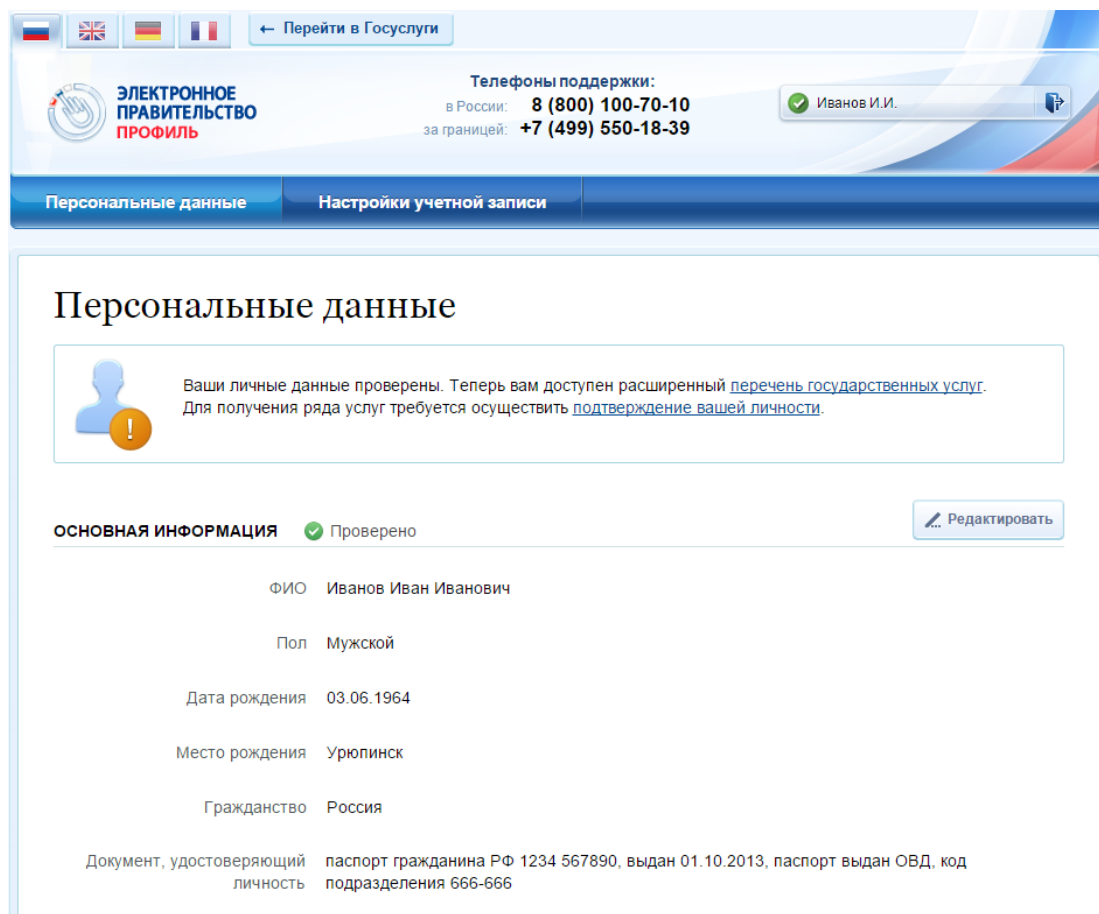 ← Перейти в Госуслуги
ЭЛЕКТРОННОЕ
ПРАВИТЕЛЬСТВО
ПРОФИЛЬ
Телефоны поддержки:
в России: 8 (800) 100-70-10
за границей: +7 (499) 550-18-39
Иванов И.И.
Персональные данные
Настройки учетной записи
Персональные данные
Ваши личные данные проверены. Теперь вам доступен расширенный перечень государственных услуг.
Для получения ряда услуг требуется осуществить подтверждение вашей личности.
ОСНОВНАЯ ИНФОРМАЦИЯ Проверено
Редактировать
ФИО Иванов Иван Иванович
Пол Мужской
Дата рождения 03.06.1964
Место рождения Урюпинск
Гражданство Россия
Документ, удостоверяющий личность
паспорт гражданина РФ 1234 567890, выдан 01.10.2013, паспорт выдан ОВД, код
подразделения 666-666